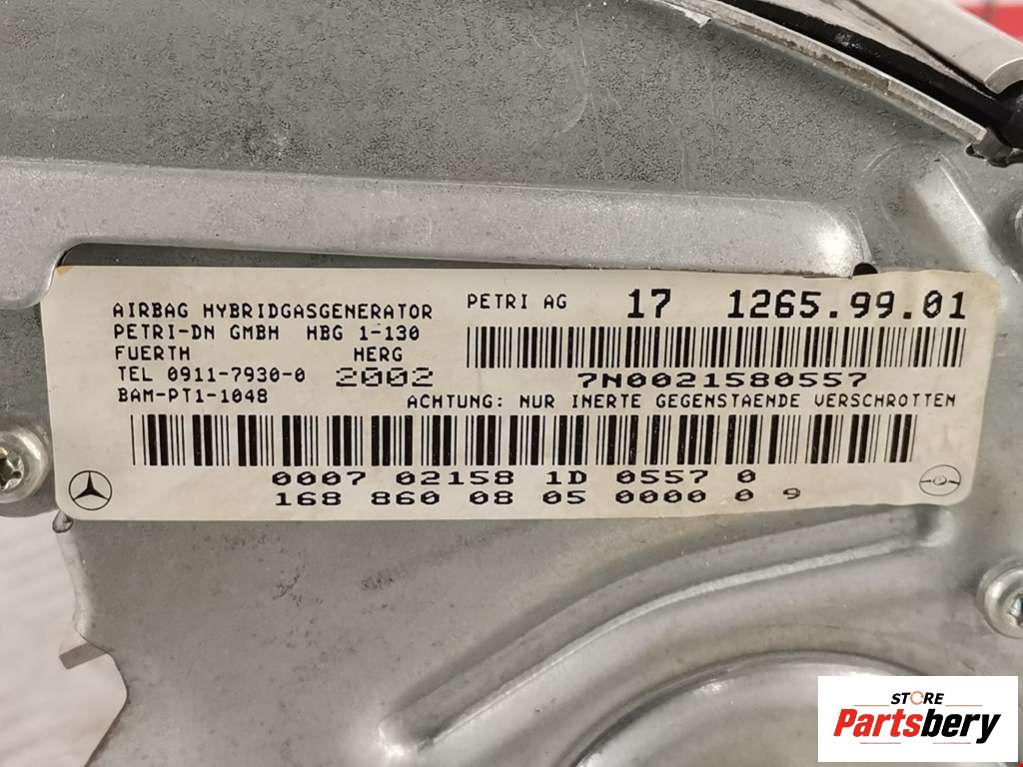 AIRBAG HYBRIDGASGENERATOR
PETRI-DN GMBH HBG 1-130
FUERTH HERG
TEL 0911-7930-0 2002
BAM-PT1-1048
PETRI AG 17 1265.99.01
7N0021580557
ACHTUNG: NUR INERTE GEGENSTAENDE VERSCHROTTEN
0007 02158 1D 0557 0
168 860 08 05 0000 0 9
STORE
Partsbery